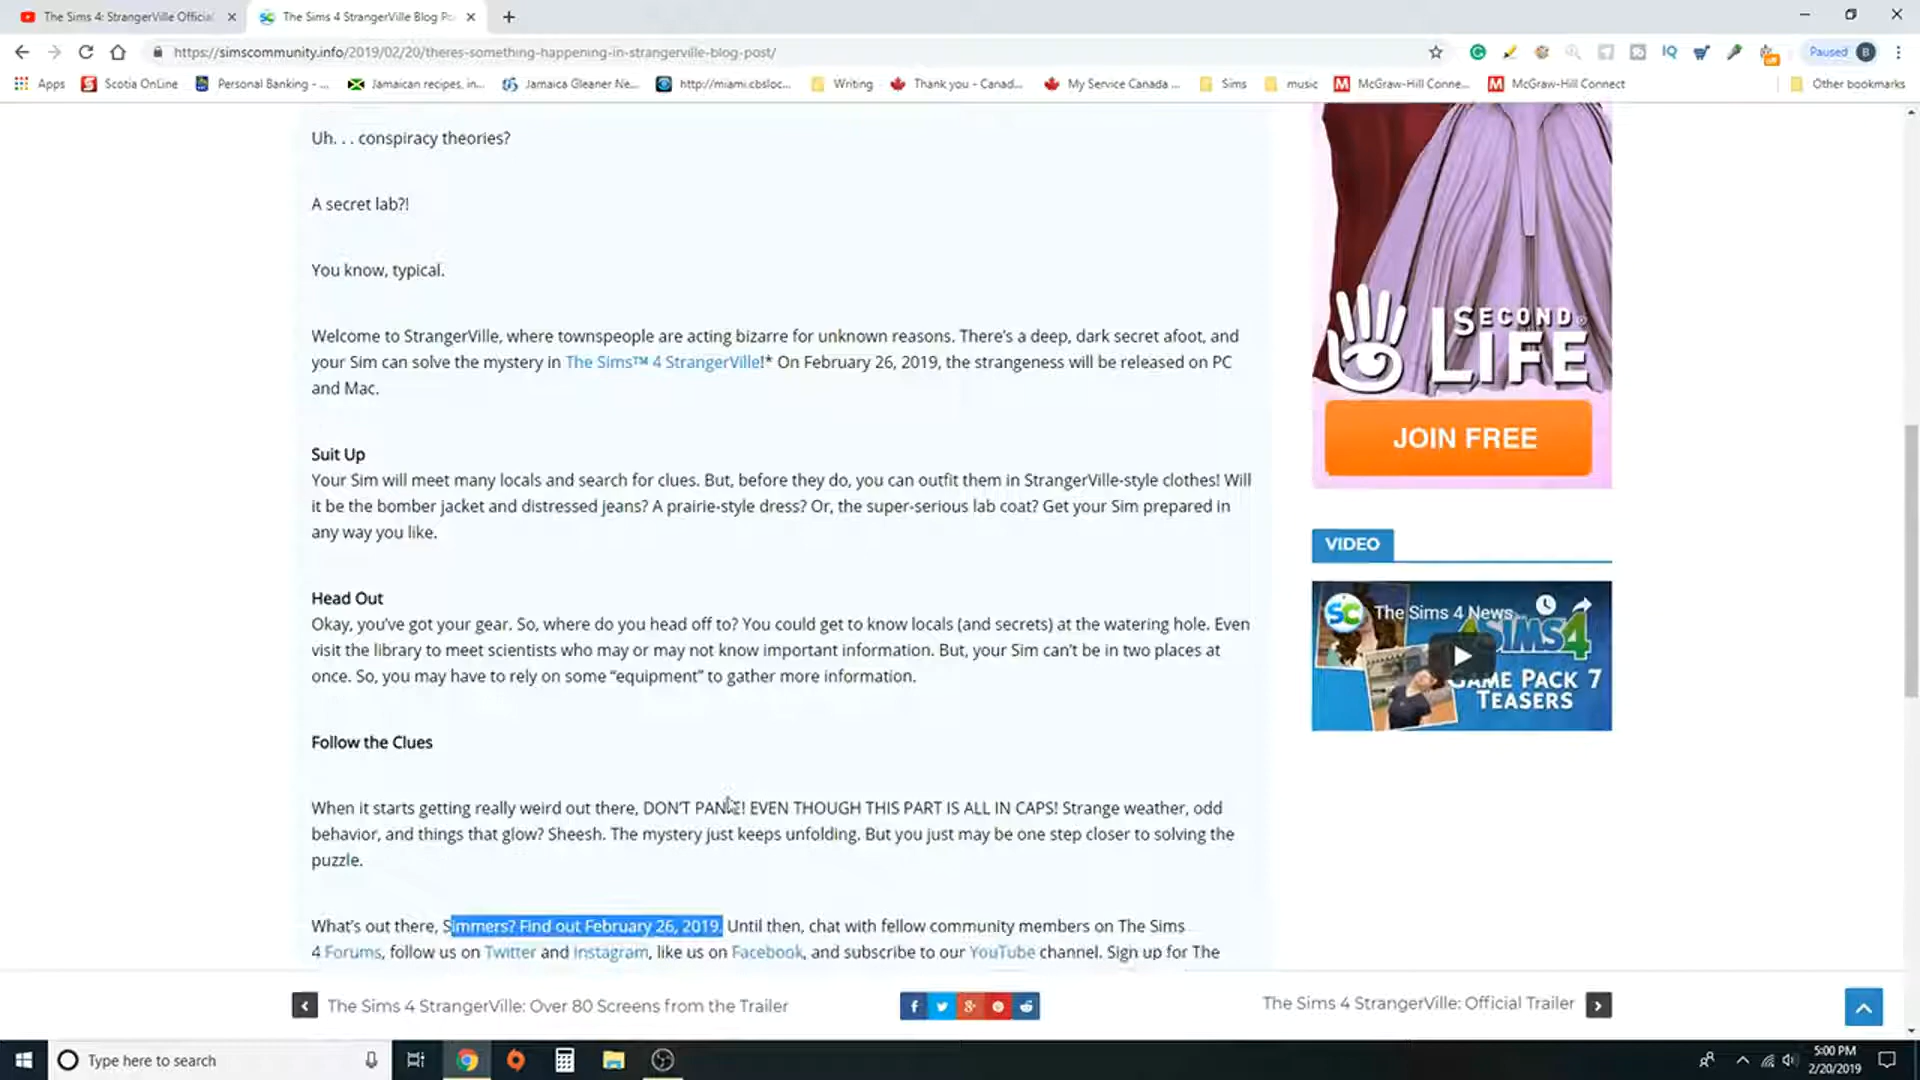 The Sims 4: StrangerVille Official
The Sims 4 StrangerVille Blog Po
https://simscommunity.info/2019/02/20/theres-something-happening-in-strangerville-blog-post/
Paused
B
Apps
Scotia OnLine
Personal Banking - ...
Jamaican recipes, in...
Jamaica Gleaner Ne...
http://miami.cbsloc...
Writing
Thank you - Canad...
My Service Canada ...
Sims
music
McGraw-Hill Conne...
McGraw-Hill Connect
Other bookmarks
Uh. . . conspiracy theories?
A secret lab?!
You know, typical.
Welcome to StrangerVille, where townspeople are acting bizarre for unknown reasons. There's a deep, dark secret afoot, and
your Sim can solve the mystery in The Sims™ 4 StrangerVille!* On February 26, 2019, the strangeness will be released on PC
and Mac.
Suit Up
Your Sim will meet many locals and search for clues. But, before they do, you can outfit them in StrangerVille-style clothes! Will
it be the bomber jacket and distressed jeans? A prairie-style dress? Or, the super-serious lab coat? Get your Sim prepared in
any way you like.
Head Out
Okay, you've got your gear. So, where do you head off to? You could get to know locals (and secrets) at the watering hole. Even
visit the library to meet scientists who may or may not know important information. But, your Sim can't be in two places at
once. So, you may have to rely on some “equipment” to gather more information.
Follow the Clues
When it starts getting really weird out there, DON'T PANIC! EVEN THOUGH THIS PART IS ALL IN CAPS! Strange weather, odd
behavior, and things that glow? Sheesh. The mystery just keeps unfolding. But you just may be one step closer to solving the
puzzle.
What's out there, Simmers? Find out February 26, 2019. Until then, chat with fellow community members on The Sims
4 Forums, follow us on Twitter and Instagram, like us on Facebook, and subscribe to our YouTube channel. Sign up for The
SECOND
LIFE
JOIN FREE
VIDEO
SC
The Sims 4 News...
SIMS 4
GAME PACK 7
TEASERS
The Sims 4 StrangerVille: Over 80 Screens from the Trailer
The Sims 4 StrangerVille: Official Trailer
Type here to search
5:00 PM
2/20/2019